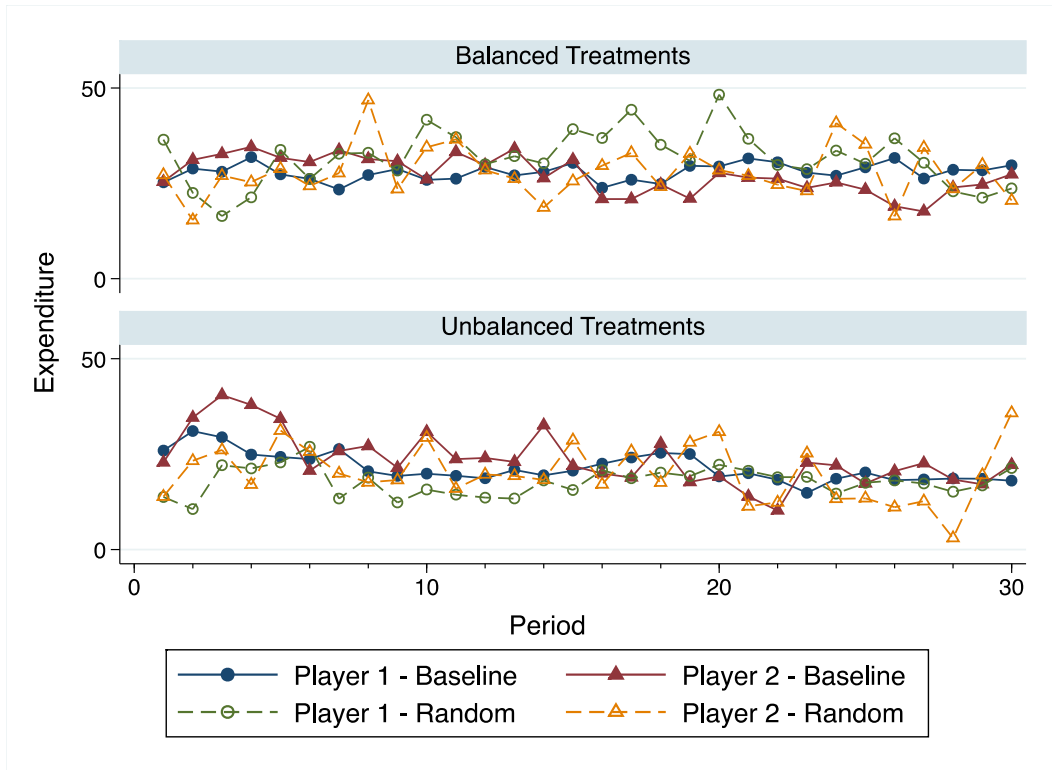 Balanced Treatments
50
0
Unbalanced Treatments
50
0
Expenditure
0 10 20 30
Period
Player 1 - Baseline Player 2 - Baseline
Player 1 - Random Player 2 - Random